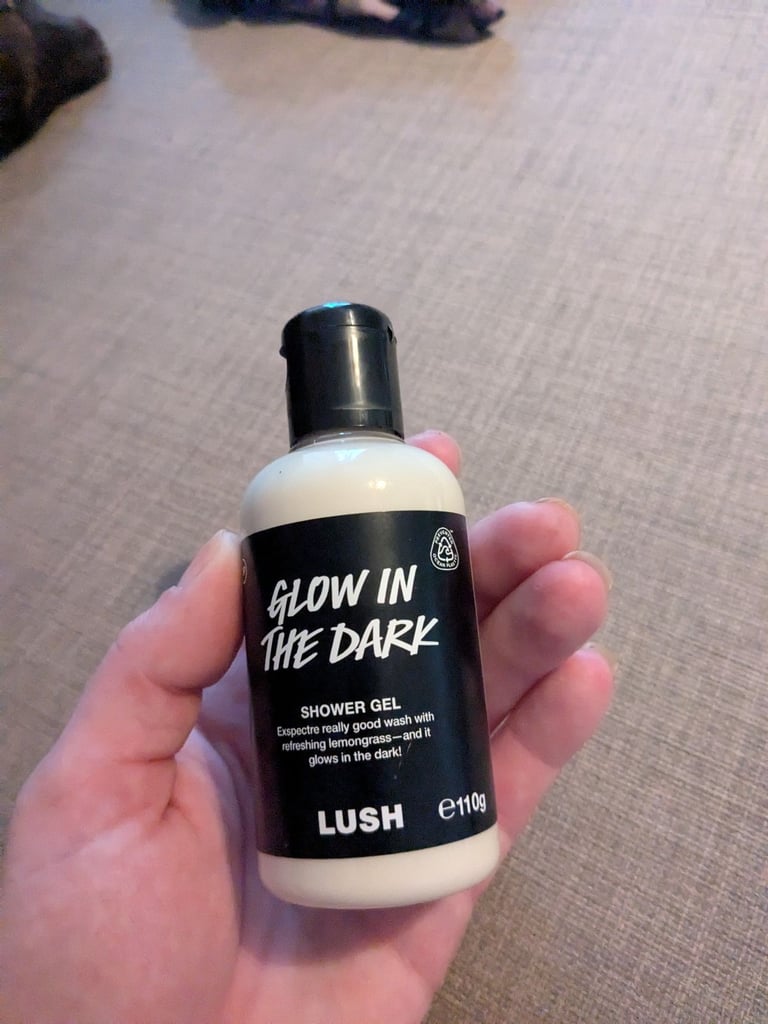 GLOW IN
THE DARK
SHOWER GEL
Exspectre really good wash with
refreshing lemongrass—and it
glows in the dark!
LUSH
℮110g